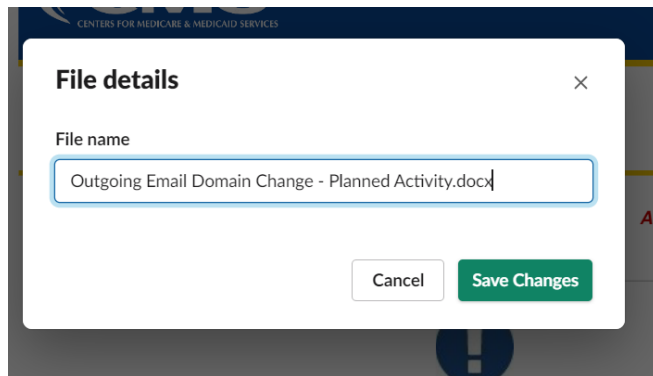 CENTERS FOR MEDICARE & MEDICAID SERVICES
File details
File name
Outgoing Email Domain Change - Planned Activity.docx
A
Cancel
Save Changes